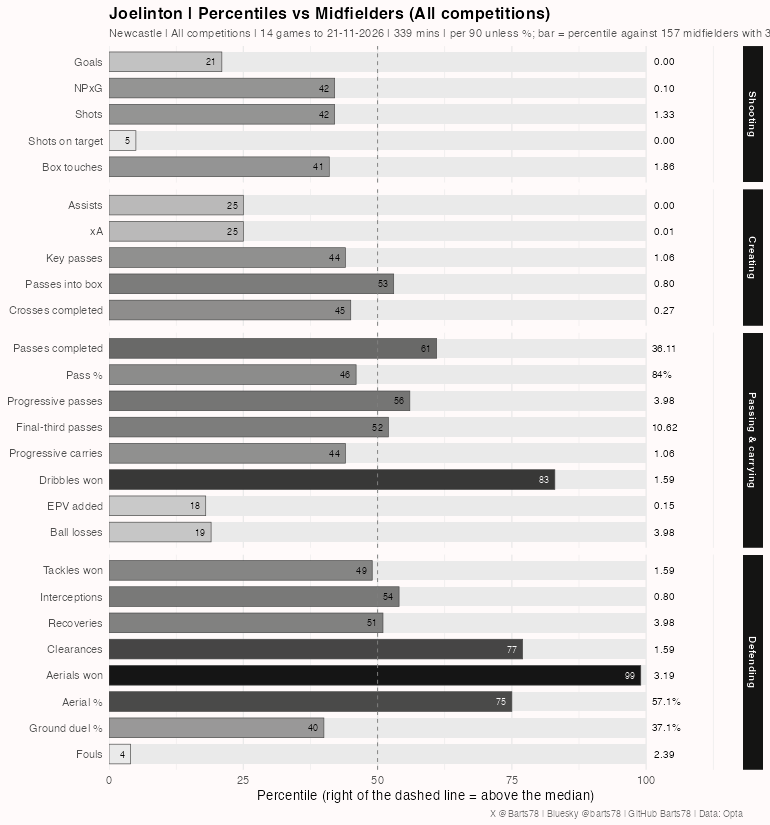 Joelinton | Percentiles vs Midfielders (All competitions)
Newcastle | All competitions | 14 games to 21-11-2026 | 339 mins | per 90 unless %; bar = percentile against 157 midfielders with 3
Goals 21 0.00
NPxG 42 0.10
Shots 42 1.33
Shots on target 5 0.00
Box touches 41 1.86
Shooting
Assists 25 0.00
xA 25 0.01
Key passes 44 1.06
Passes into box 53 0.80
Crosses completed 45 0.27
Creating
Passes completed 61 36.11
Pass % 46 84%
Progressive passes 56 3.98
Final-third passes 52 10.62
Progressive carries 44 1.06
Dribbles won 83 1.59
EPV added 18 0.15
Ball losses 19 3.98
Passing & carrying
Tackles won 49 1.59
Interceptions 54 0.80
Recoveries 51 3.98
Clearances 77 1.59
Aerials won 99 3.19
Aerial % 75 57.1%
Ground duel % 40 37.1%
Fouls 4 2.39
Defending
0 25 50 75 100
Percentile (right of the dashed line = above the median)
X @Barts78 | Bluesky @barts78 | GitHub Barts78 | Data: Opta